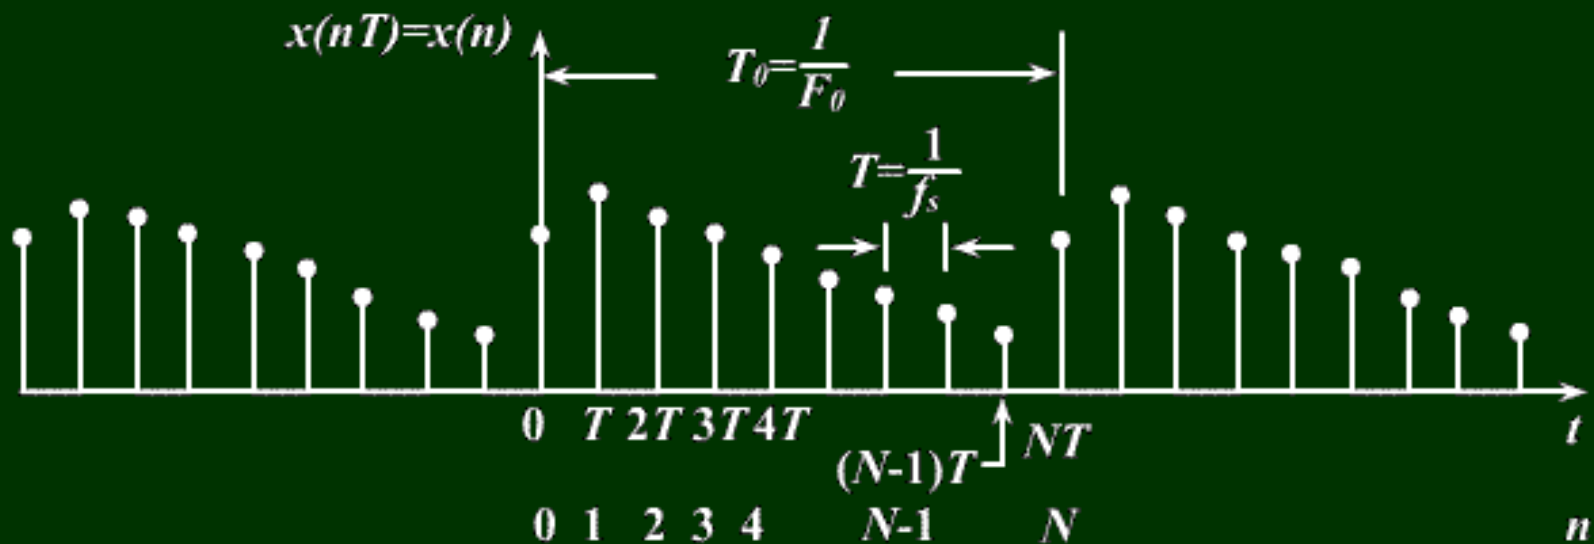 x(nT)=x(n)
T₀=1/F₀
T=1/fₛ
0 T 2T 3T 4T (N-1)T NT t
0 1 2 3 4 N-1 N n